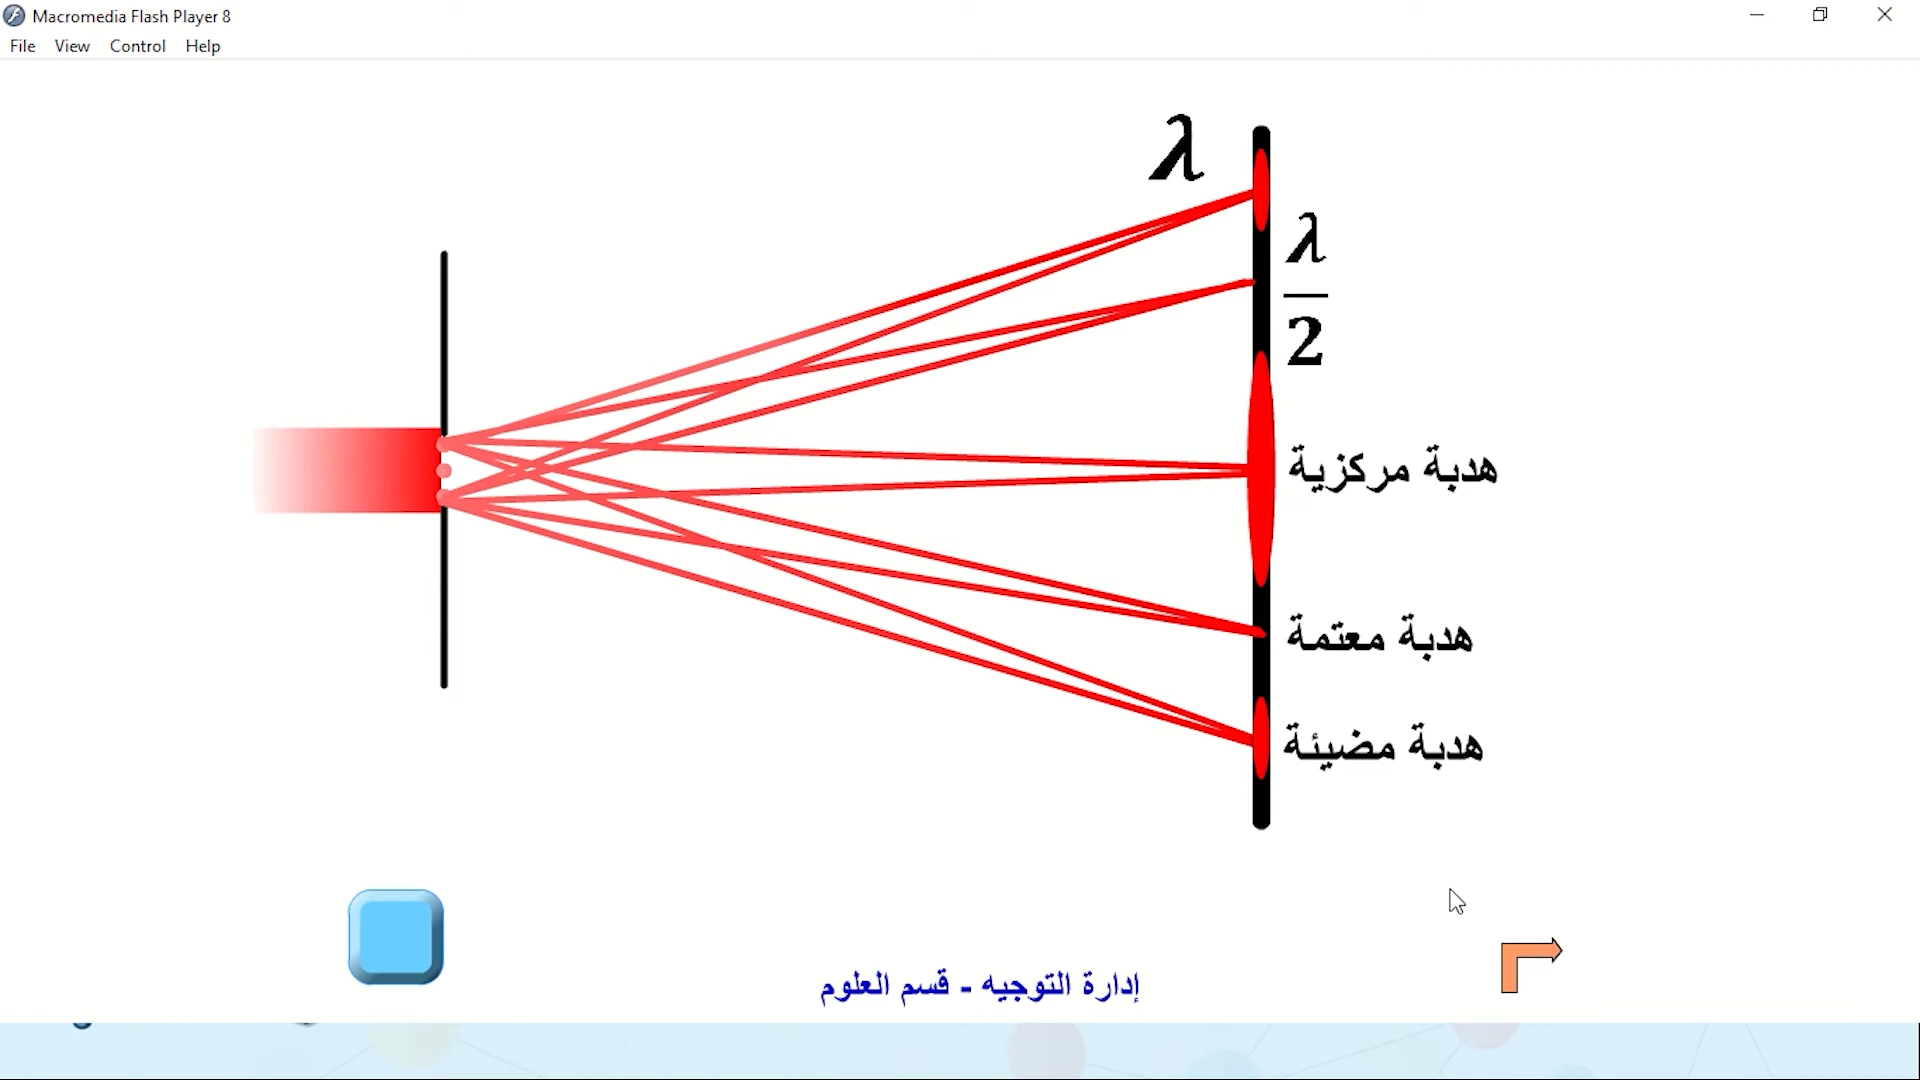 Macromedia Flash Player 8
File View Control Help
λ
λ
2
هدبة مركزية
هدبة معتمة
هدبة مضيئة
إدارة التوجيه - قسم العلوم